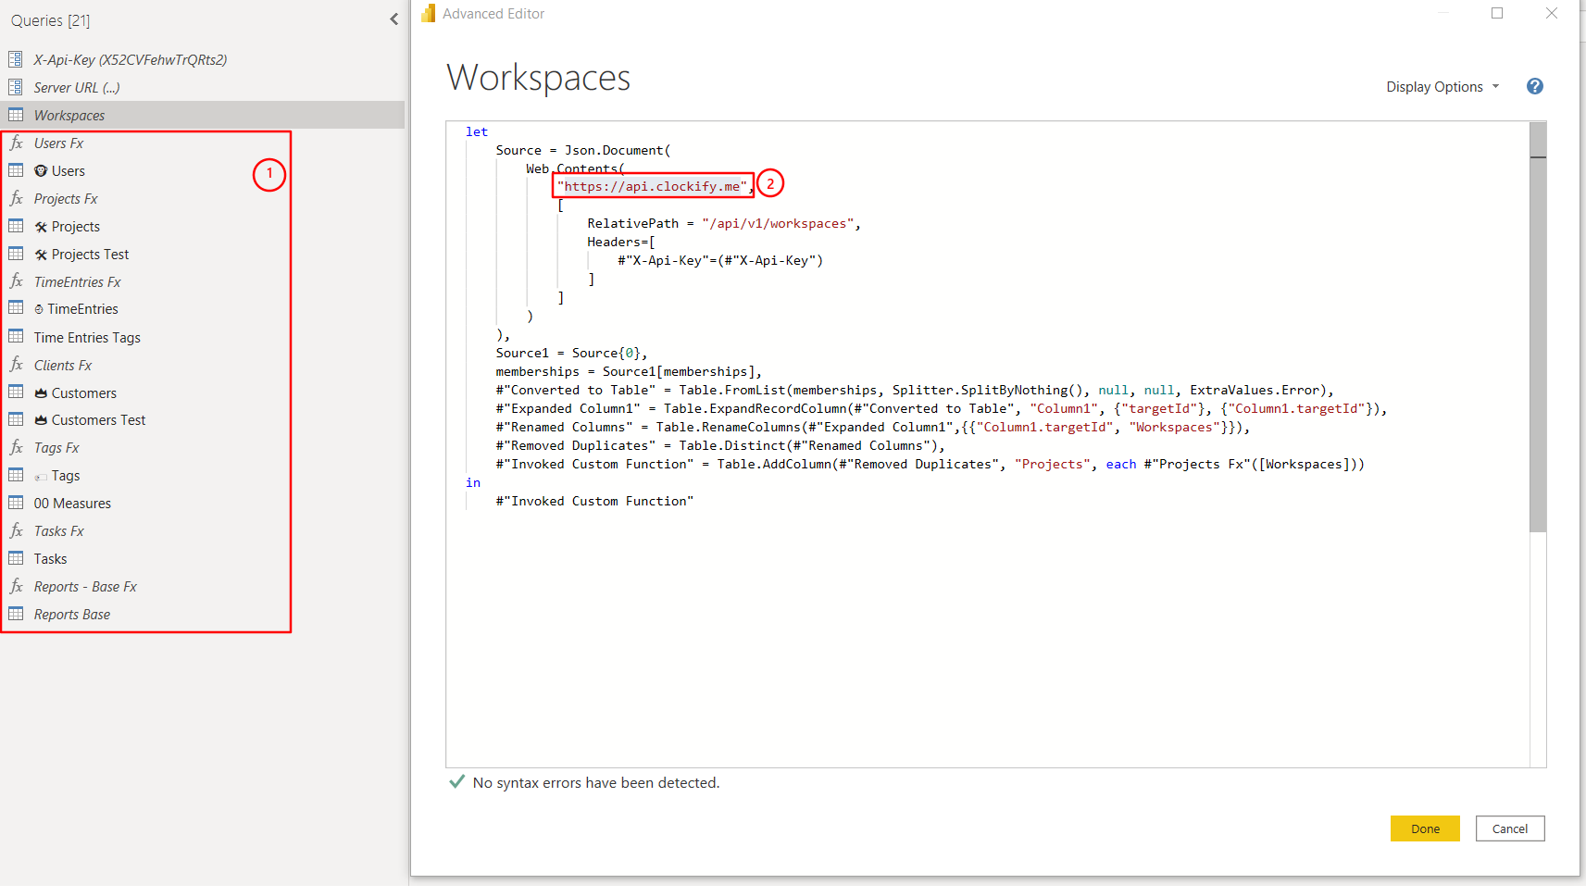 Queries [21]
X-Api-Key (X52CVFehwTrQRts2)
Server URL (...)
Workspaces
fx Users Fx
Users
fx Projects Fx
Projects
Projects Test
fx TimeEntries Fx
TimeEntries
Time Entries Tags
fx Clients Fx
Customers
Customers Test
fx Tags Fx
Tags
00 Measures
fx Tasks Fx
Tasks
fx Reports - Base Fx
Reports Base
1
Advanced Editor
Workspaces
Display Options
?
let
Source = Json.Document(
Web.Contents(
"https://api.clockify.me",
2
[
RelativePath = "/api/v1/workspaces",
Headers=[
#"X-Api-Key"=(#"X-Api-Key")
]
]
)
),
Source1 = Source{0},
memberships = Source1[memberships],
#"Converted to Table" = Table.FromList(memberships, Splitter.SplitByNothing(), null, null, ExtraValues.Error),
#"Expanded Column1" = Table.ExpandRecordColumn(#"Converted to Table", "Column1", {"targetId"}, {"Column1.targetId"}),
#"Renamed Columns" = Table.RenameColumns(#"Expanded Column1",{{"Column1.targetId", "Workspaces"}}),
#"Removed Duplicates" = Table.Distinct(#"Renamed Columns"),
#"Invoked Custom Function" = Table.AddColumn(#"Removed Duplicates", "Projects", each #"Projects Fx"([Workspaces]))
in
#"Invoked Custom Function"
No syntax errors have been detected.
Done
Cancel